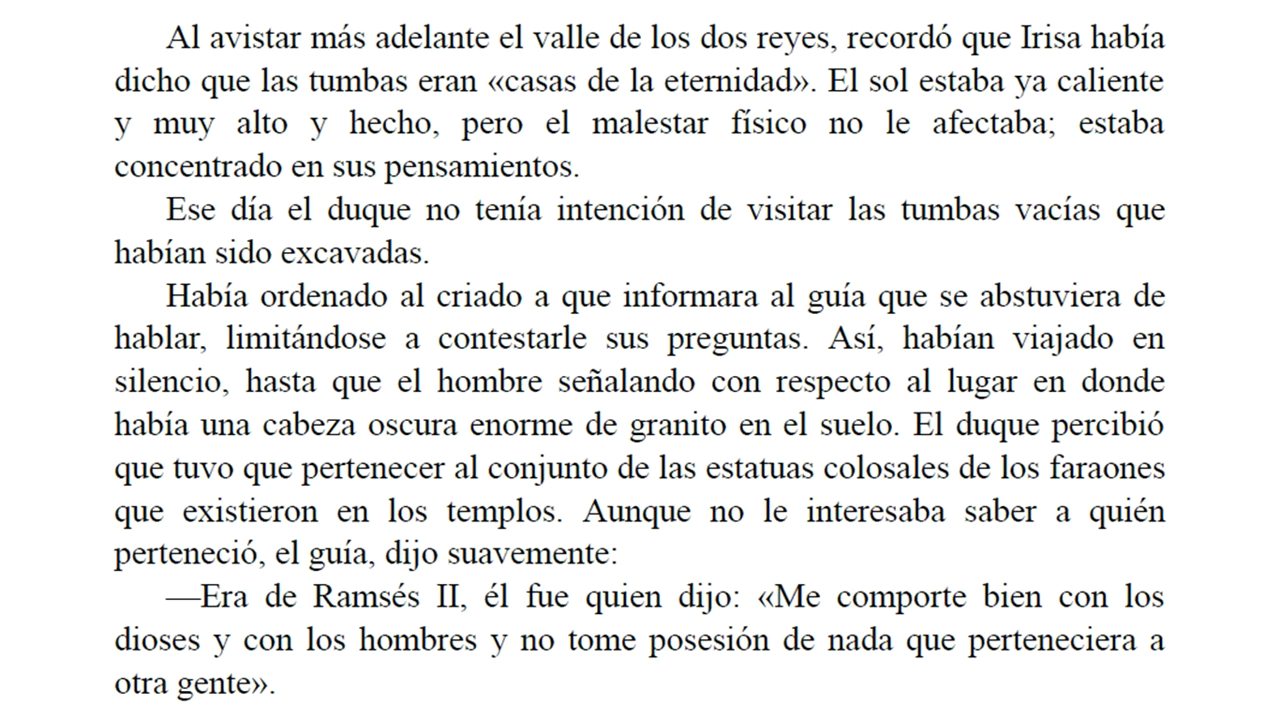 Al avistar más adelante el valle de los dos reyes, recordó que Irisa había
dicho que las tumbas eran «casas de la eternidad». El sol estaba ya caliente
y muy alto y hecho, pero el malestar físico no le afectaba; estaba
concentrado en sus pensamientos.
Ese día el duque no tenía intención de visitar las tumbas vacías que
habían sido excavadas.
Había ordenado al criado a que informara al guía que se abstuviera de
hablar, limitándose a contestarle sus preguntas. Así, habían viajado en
silencio, hasta que el hombre señalando con respecto al lugar en donde
había una cabeza oscura enorme de granito en el suelo. El duque percibió
que tuvo que pertenecer al conjunto de las estatuas colosales de los faraones
que existieron en los templos. Aunque no le interesaba saber a quién
perteneció, el guía, dijo suavemente:
—Era de Ramsés II, él fue quien dijo: «Me comporte bien con los
dioses y con los hombres y no tome posesión de nada que perteneciera a
otra gente».